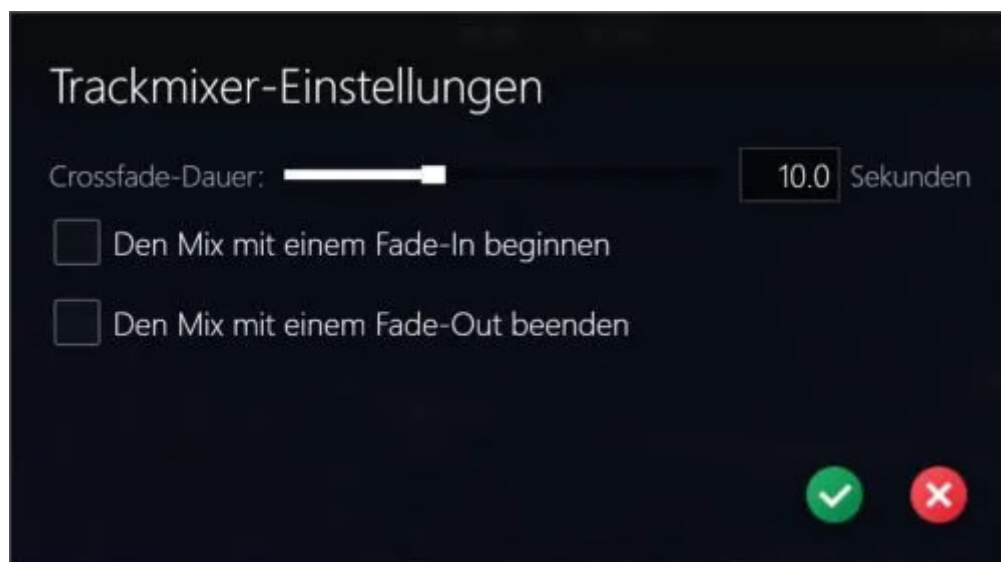 Trackmixer-Einstellungen
Crossfade-Dauer: 10.0 Sekunden
Den Mix mit einem Fade-In beginnen
Den Mix mit einem Fade-Out beenden